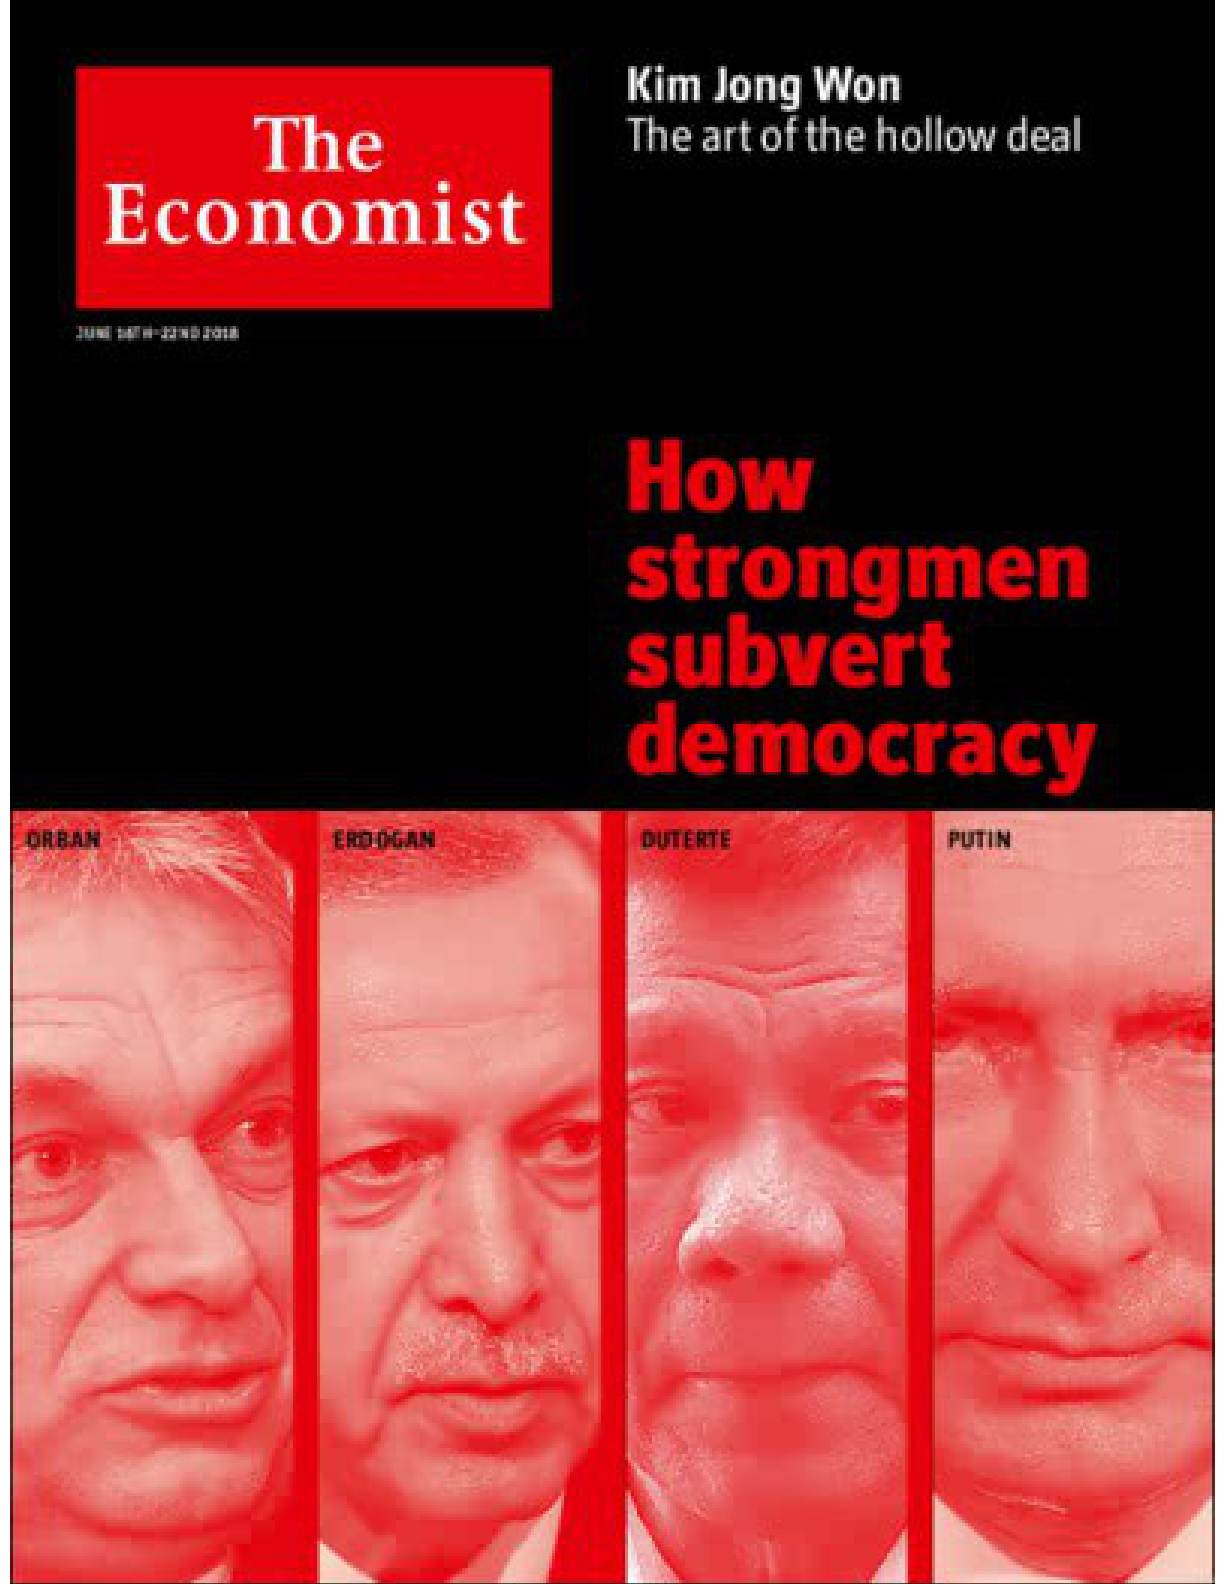 The
Economist
JUNE 16TH–22ND 2018
Kim Jong Won
The art of the hollow deal
How
strongmen
subvert
democracy
ORBAN
ERDOGAN
DUTERTE
PUTIN